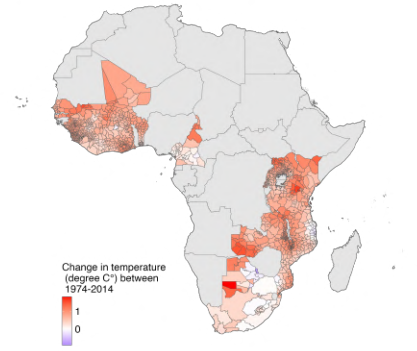 Change in temperature
(degree C°) between
1974-2014
1
0